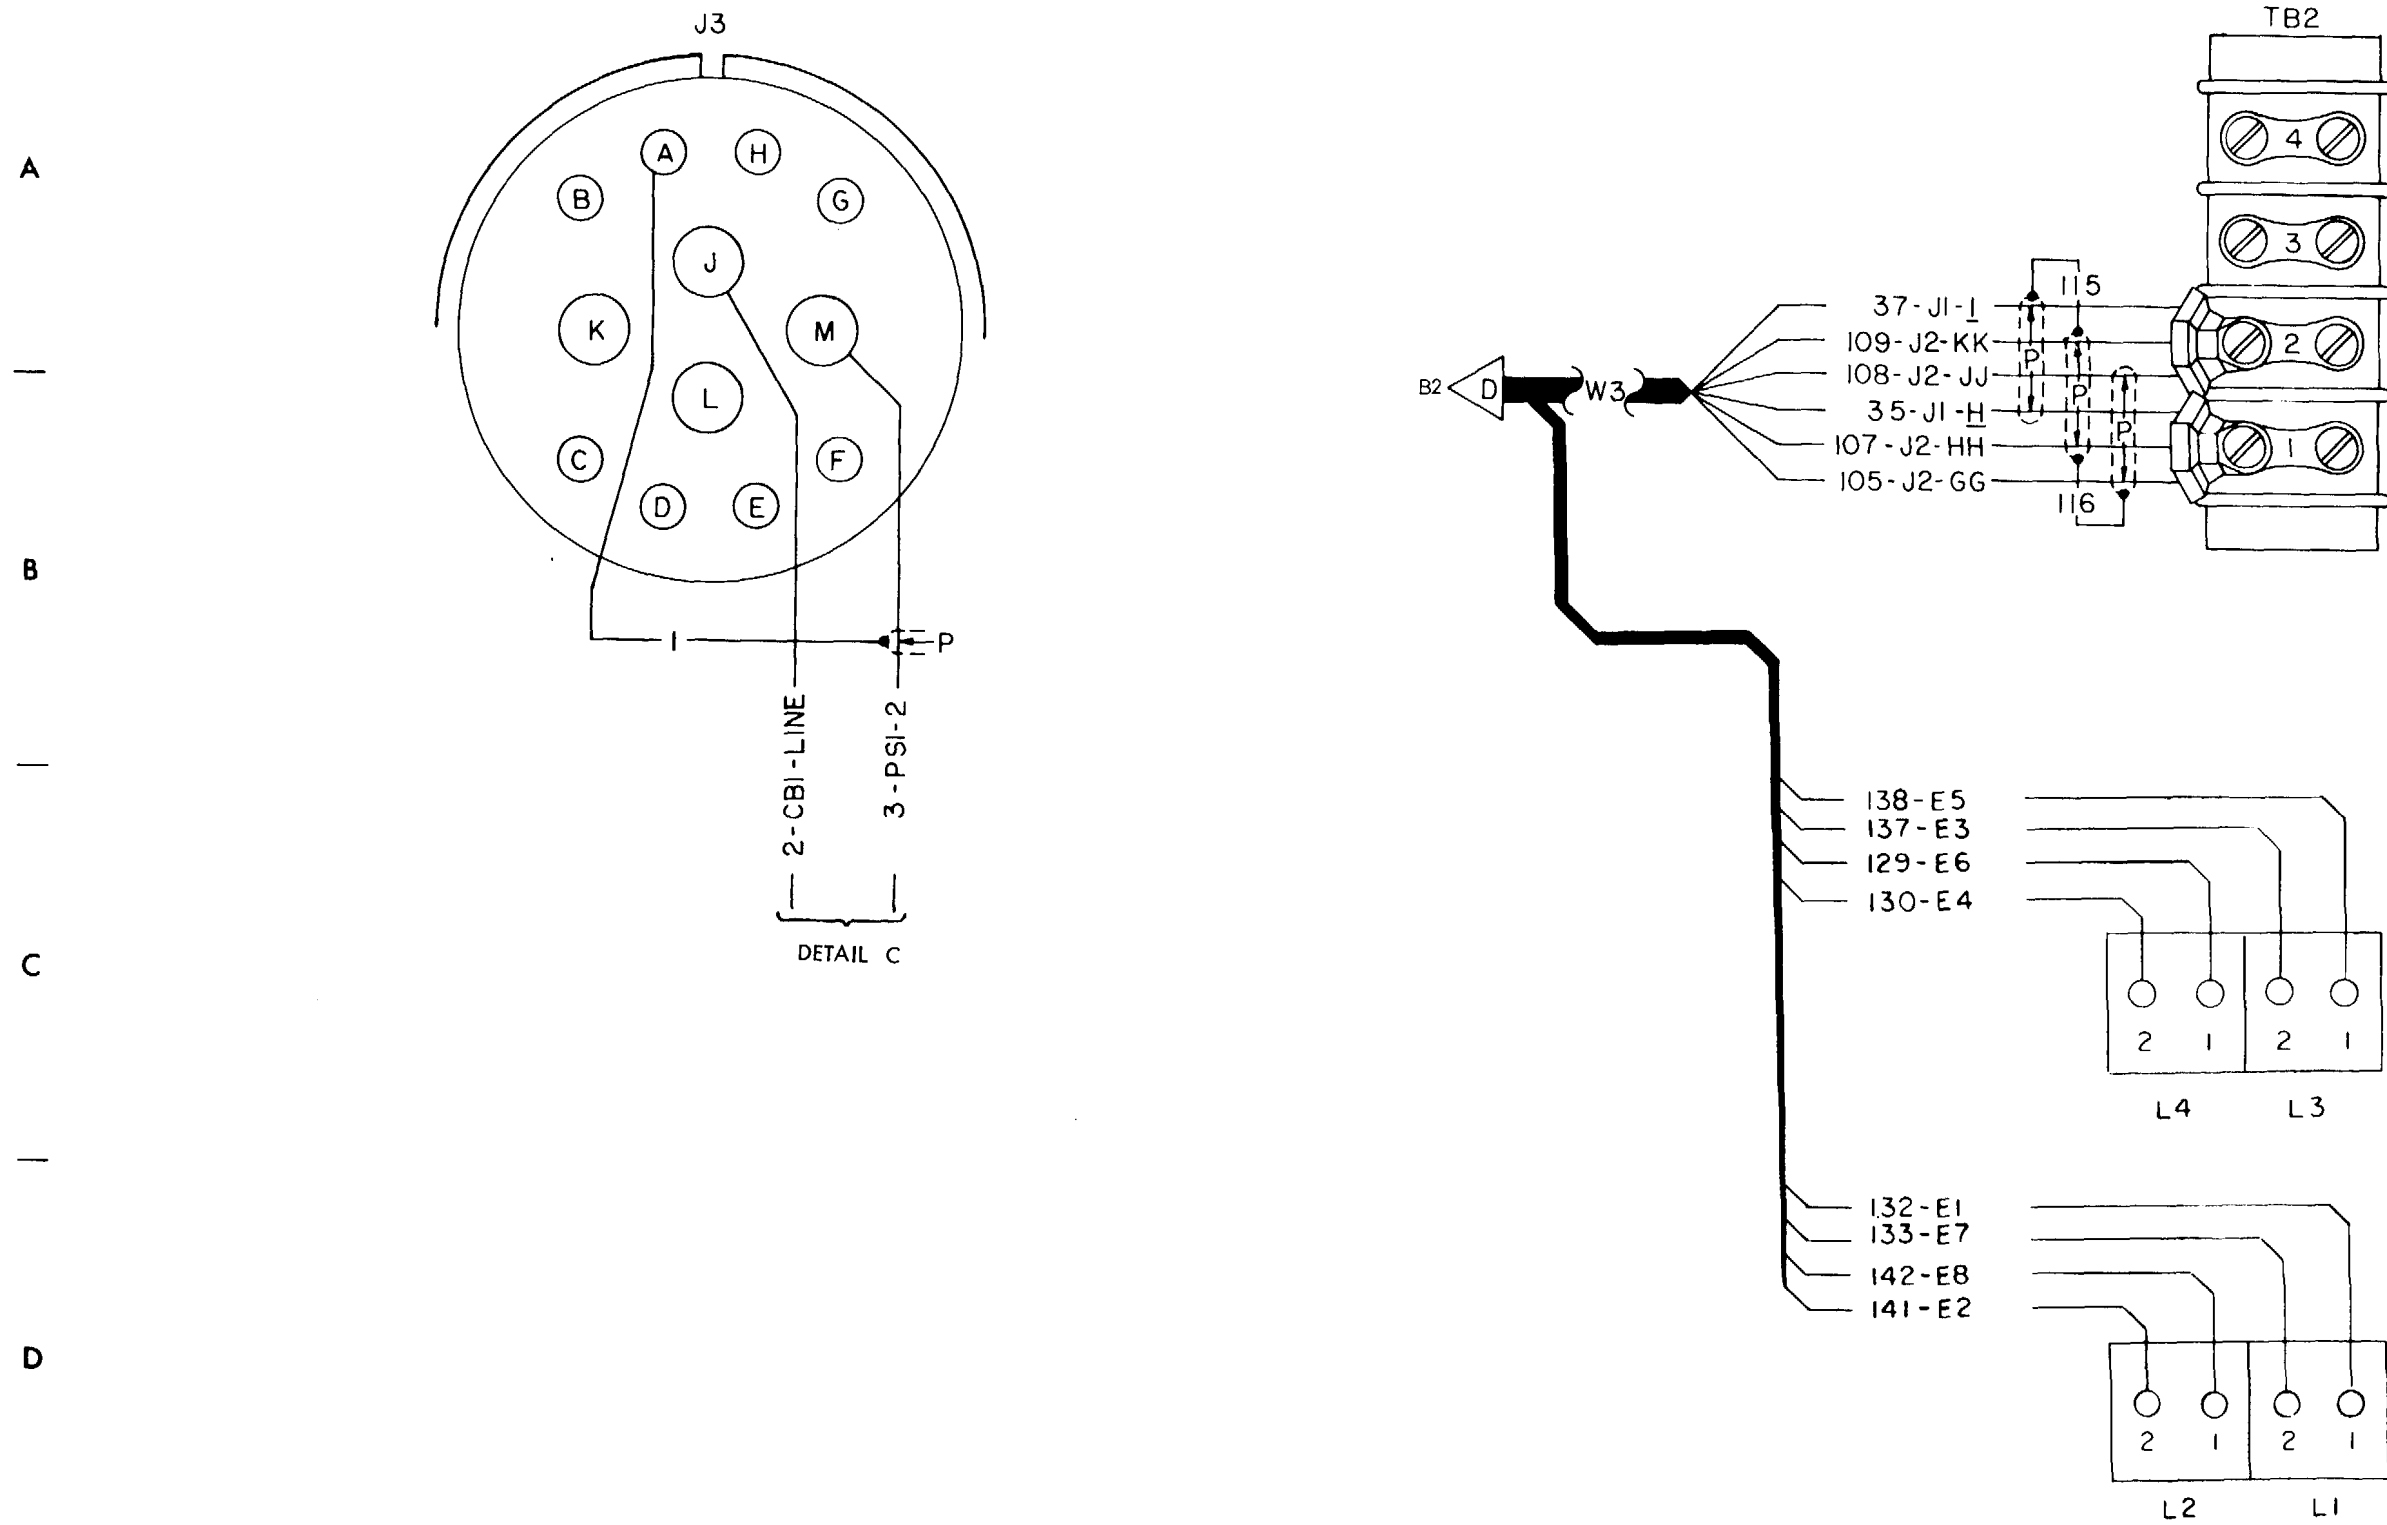 J3
TB2
A
A
H
B
G
J
K
M
L
C
F
D
E
4
3
2
1
115
37-J1-I
109-J2-KK
108-J2-JJ
35-J1-H
107-J2-HH
105-J2-GG
P
P
P
116
B2
D
W3
B
1
P
2-CB1-LINE
3-PS1-2
DETAIL C
138-E5
137-E3
129-E6
130-E4
C
2
1
2
1
L4
L3
132-E1
133-E7
142-E8
141-E2
D
2
1
2
1
L2
L1